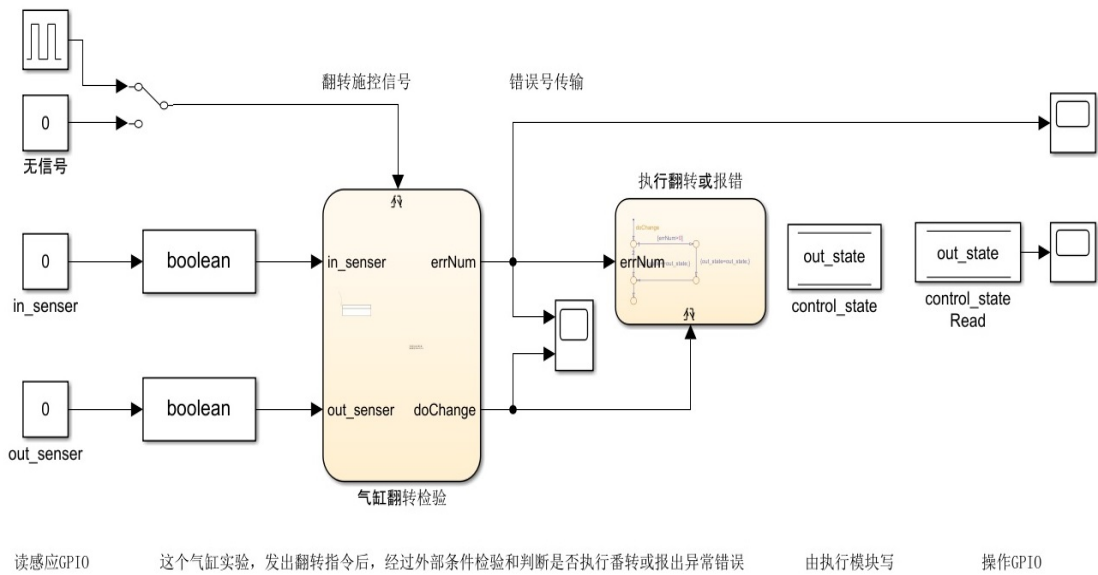 翻转施控信号
错误号传输
0
无信号
执行翻转或报错
0
boolean
in_senser
errNum
errNum
doChange
[errNum=0]
out_state
control_state
out_state
control_state
Read
in_senser
0
boolean
out_senser
doChange
out_senser
气缸翻转检验
读感应GPIO
这个气缸实验，发出翻转指令后，经过外部条件检验和判断是否执行番转或报出异常错误
由执行模块写
操作GPIO